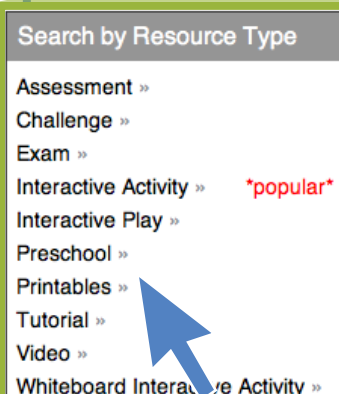 Search by Resource Type
Assessment »
Challenge »
Exam »
Interactive Activity » *popular*
Interactive Play »
Preschool »
Printables »
Tutorial »
Video »
Whiteboard Interactive Activity »